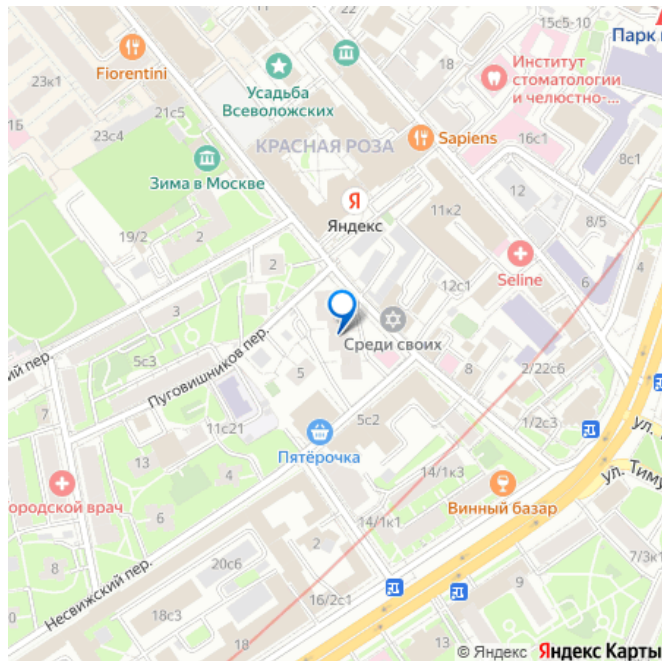 22
15с5-10
23к1
Fiorentini
Усадьба
Всеволожских
18
Парк
Институт
стоматологии
и челюстно-...
21с5
1Б
23с4
КРАСНАЯ РОЗА
Sapiens
16с1
8с1
Зима в Москве
12
Яндекс
11к2
19/2
2
8/5
2
12с1
Seline
6
4
3
Среди своих
Пуговишников пер.
ий пер.
5с3
5
8
2/22с6
7
11с21
5с2
1/2с3
ул.
Пятёрочка
13
4
14/1к3
ул. Тиму
ородской врач
Винный базар
6
14/1к1
8
2
7/3к1
Несвижский пер.
20с6
9
18с3
16/2с1
18
13
© Яндекс Яндекс Карты